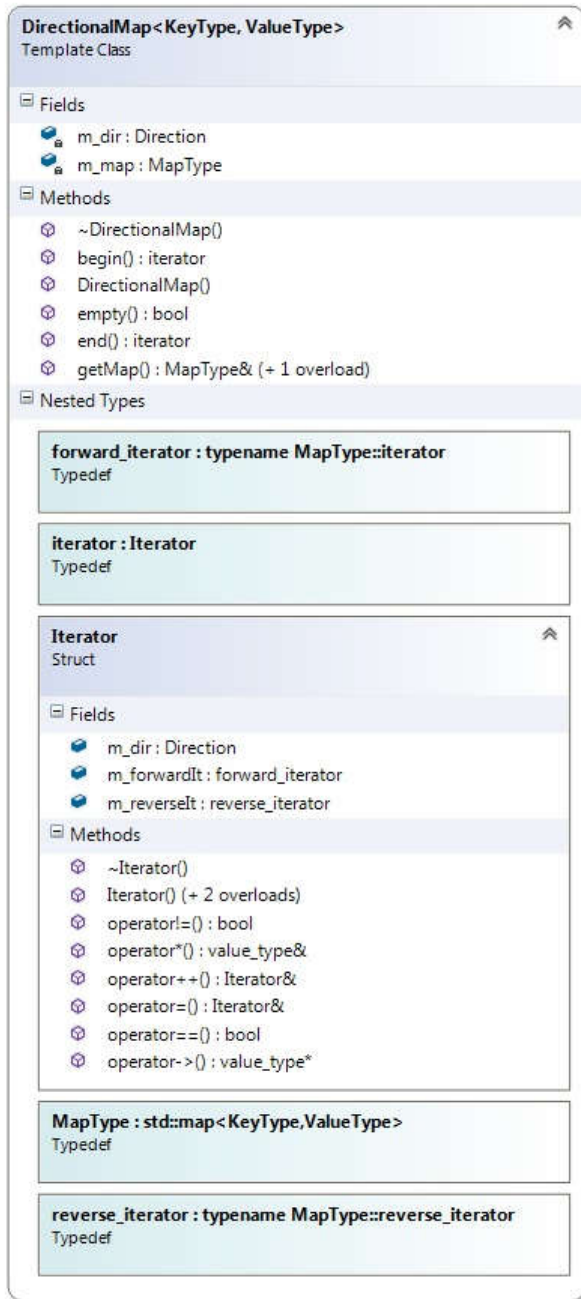 DirectionalMap<KeyType, ValueType>
Template Class
Fields
m_dir : Direction
m_map : MapType
Methods
~DirectionalMap()
begin() : iterator
DirectionalMap()
empty() : bool
end() : iterator
getMap() : MapType& (+ 1 overload)
Nested Types
forward_iterator : typename MapType::iterator
Typedef
iterator : Iterator
Typedef
Iterator
Struct
Fields
m_dir : Direction
m_forwardIt : forward_iterator
m_reverseIt : reverse_iterator
Methods
~Iterator()
Iterator() (+ 2 overloads)
operator!=() : bool
operator*() : value_type&
operator++() : Iterator&
operator=() : Iterator&
operator==() : bool
operator->() : value_type*
MapType : std::map<KeyType,ValueType>
Typedef
reverse_iterator : typename MapType::reverse_iterator
Typedef